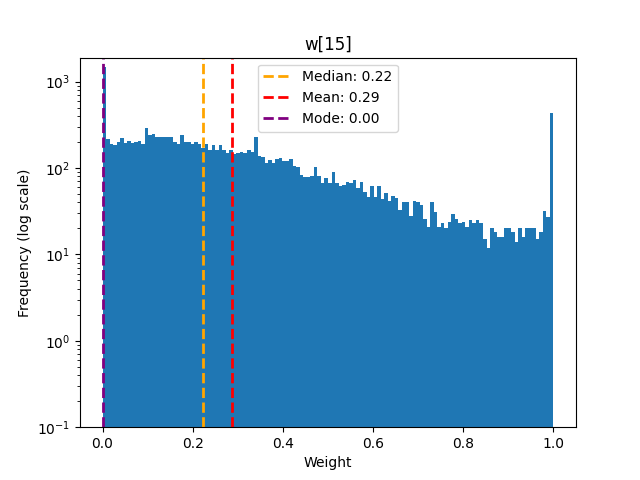 w[15]
Median: 0.22
Mean: 0.29
Mode: 0.00
Frequency (log scale)
10³
10²
10¹
10⁰
10⁻¹
0.0 0.2 0.4 0.6 0.8 1.0
Weight